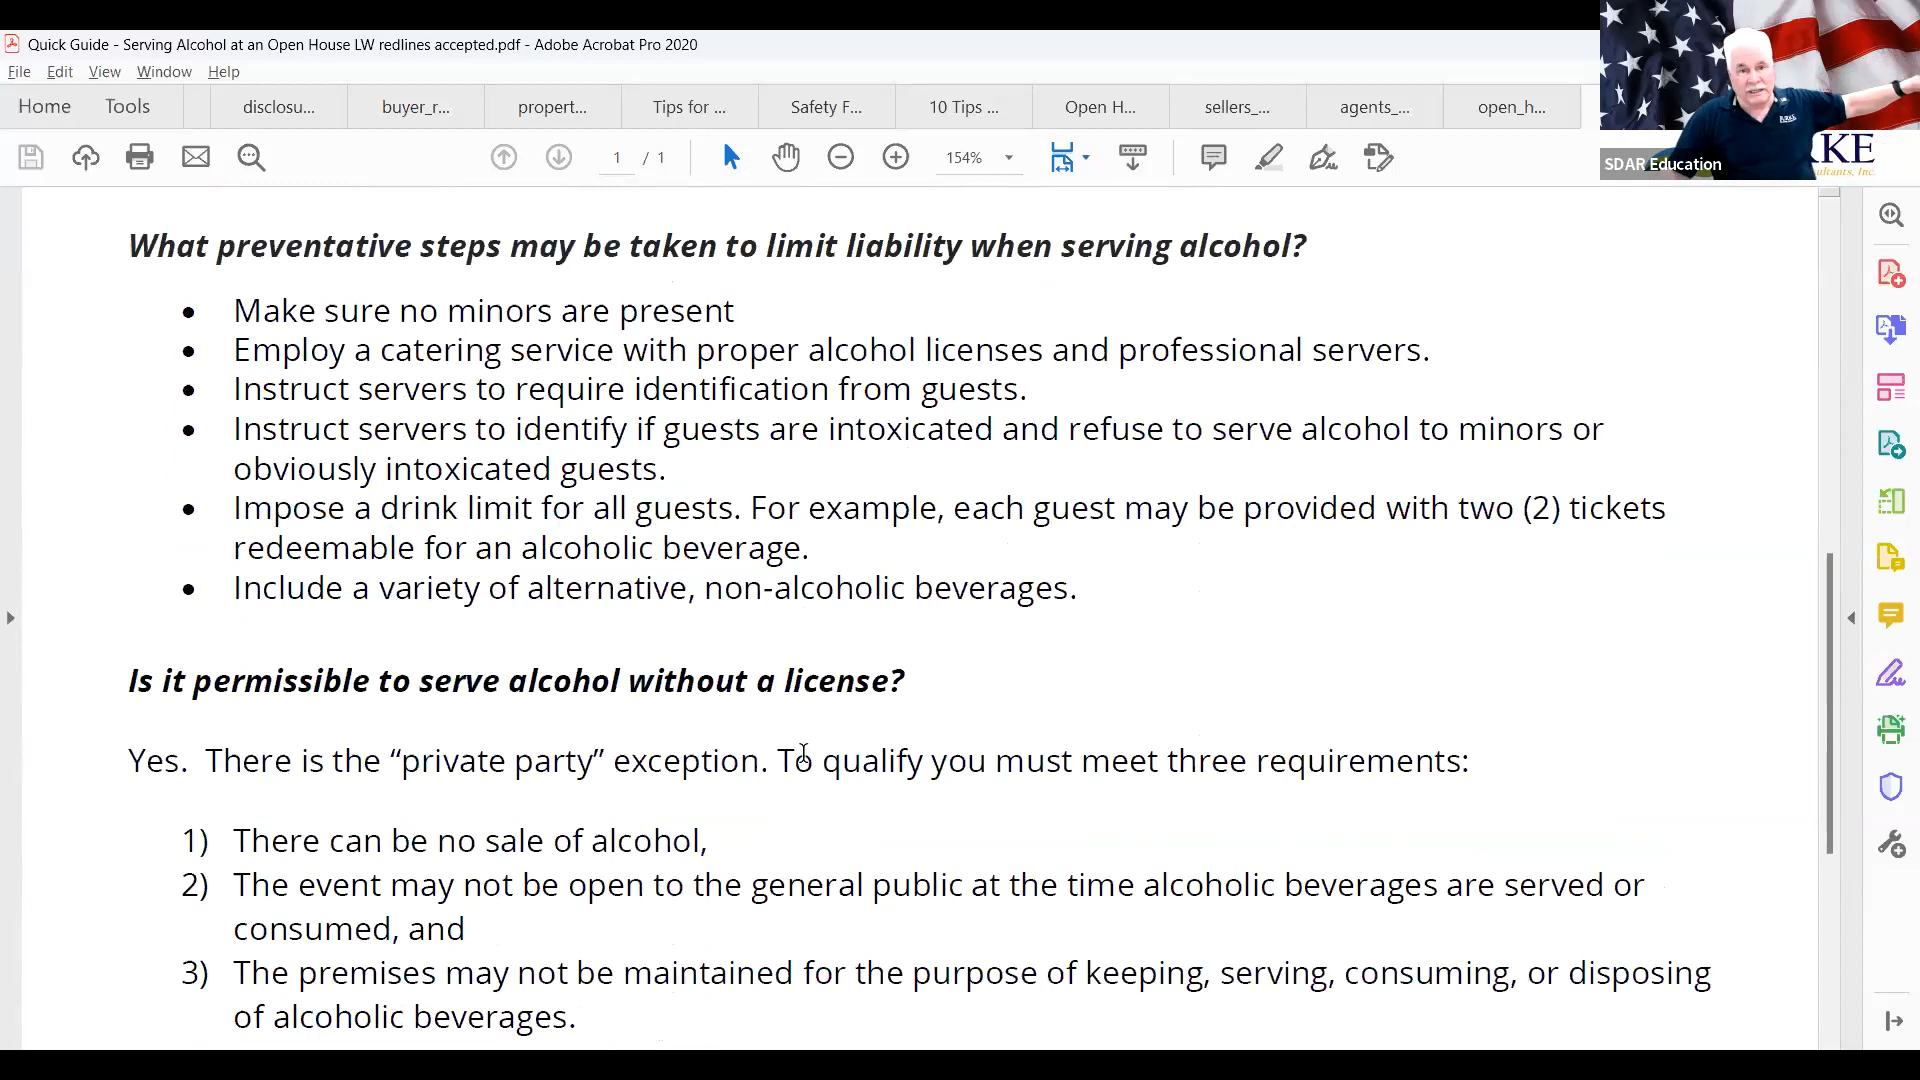 Quick Guide - Serving Alcohol at an Open House LW redlines accepted.pdf - Adobe Acrobat Pro 2020
File Edit View Window Help
Home Tools disclosu... buyer_r... propert... Tips for ... Safety F... 10 Tips ... Open H... sellers_... agents_... open_h...
1 / 1 154%
KE
ultants, Inc.
SDAR Education
What preventative steps may be taken to limit liability when serving alcohol?
• Make sure no minors are present
• Employ a catering service with proper alcohol licenses and professional servers.
• Instruct servers to require identification from guests.
• Instruct servers to identify if guests are intoxicated and refuse to serve alcohol to minors or
obviously intoxicated guests.
• Impose a drink limit for all guests. For example, each guest may be provided with two (2) tickets
redeemable for an alcoholic beverage.
• Include a variety of alternative, non-alcoholic beverages.
Is it permissible to serve alcohol without a license?
Yes.  There is the “private party” exception. To qualify you must meet three requirements:
1) There can be no sale of alcohol,
2) The event may not be open to the general public at the time alcoholic beverages are served or
consumed, and
3) The premises may not be maintained for the purpose of keeping, serving, consuming, or disposing
of alcoholic beverages.